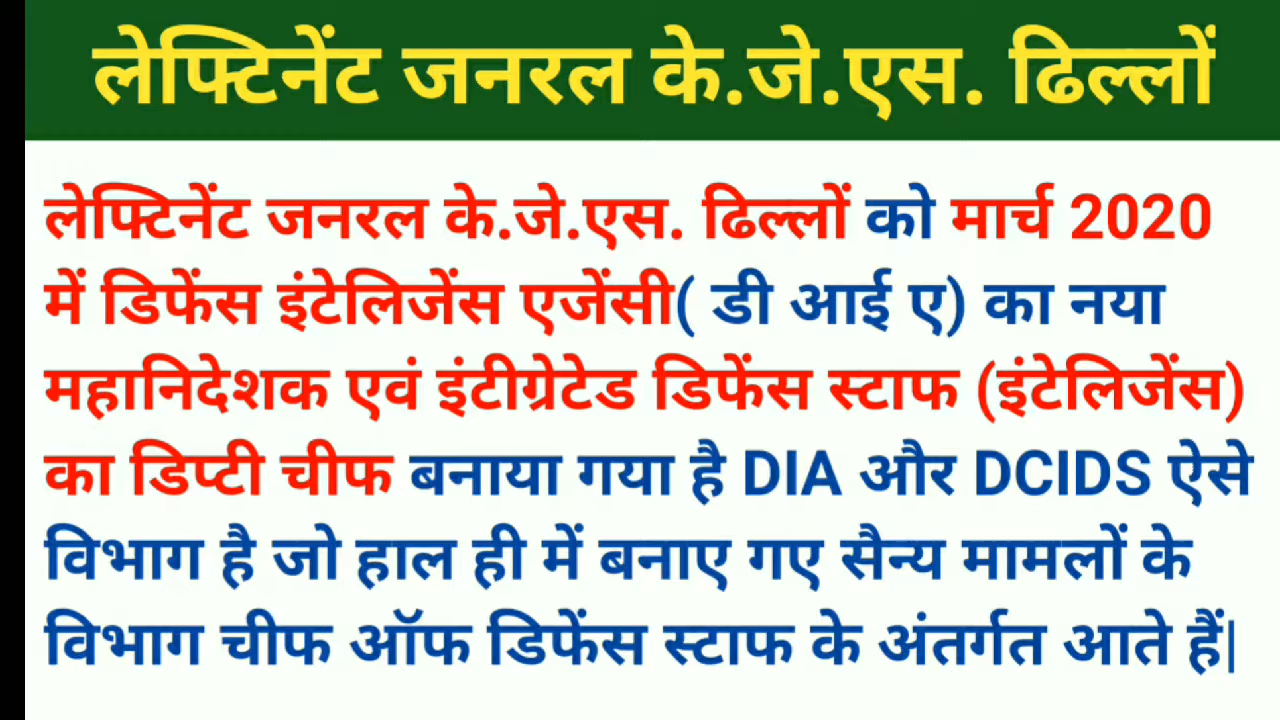 लेफ्टिनेंट जनरल के.जे.एस. ढिल्लों
लेफ्टिनेंट जनरल के.जे.एस. ढिल्लों को मार्च 2020
में डिफेंस इंटेलिजेंस एजेंसी( डी आई ए) का नया
महानिदेशक एवं इंटीग्रेटेड डिफेंस स्टाफ (इंटेलिजेंस)
का डिप्टी चीफ बनाया गया है DIA और DCIDS ऐसे
विभाग है जो हाल ही में बनाए गए सैन्य मामलों के
विभाग चीफ ऑफ डिफेंस स्टाफ के अंतर्गत आते हैं|